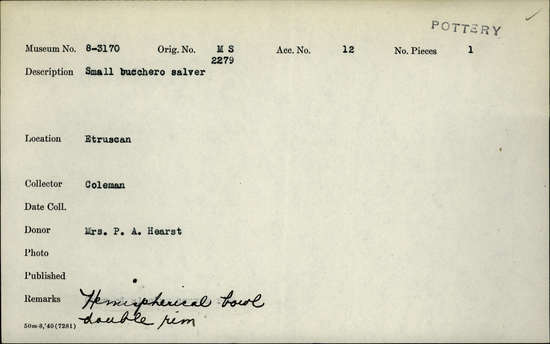 POTTERY
Museum No. 8-3170 Orig. No. M S Acc. No. 12 No. Pieces 1
2279
Description Small bucchero salver
Location Etruscan
Collector Coleman
Date Coll.
Donor Mrs. P. A. Hearst
Photo
Published
Remarks Hemispherical bowl
double rim
50m-8,'40(7281)